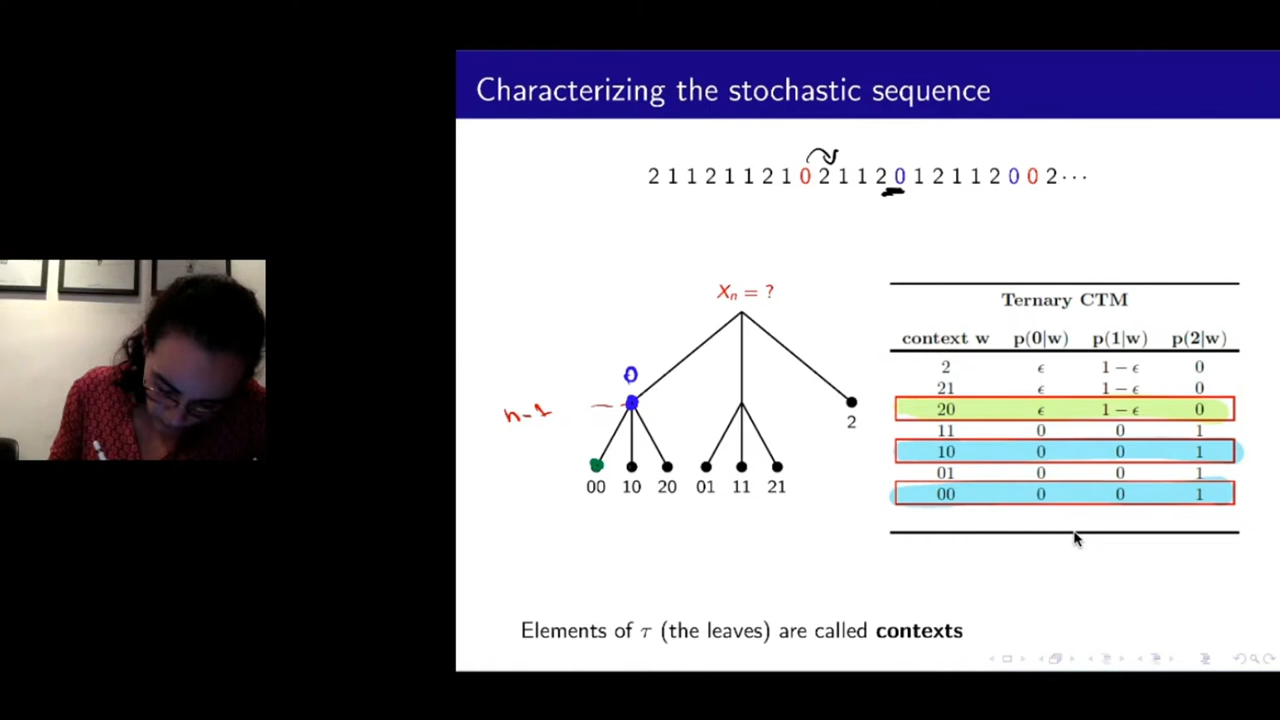 Characterizing the stochastic sequence
2 1 1 2 1 1 2 1 0 2 1 1 2 0 1 2 1 1 2 0 0 2 ···
Xₙ = ?
0
n-1
2
00 10 20 01 11 21
Ternary CTM
context w p(0|w) p(1|w) p(2|w)
2 ϵ 1 − ϵ 0
21 ϵ 1 − ϵ 0
20 ϵ 1 − ϵ 0
11 0 0 1
10 0 0 1
01 0 0 1
00 0 0 1
Elements of τ (the leaves) are called contexts